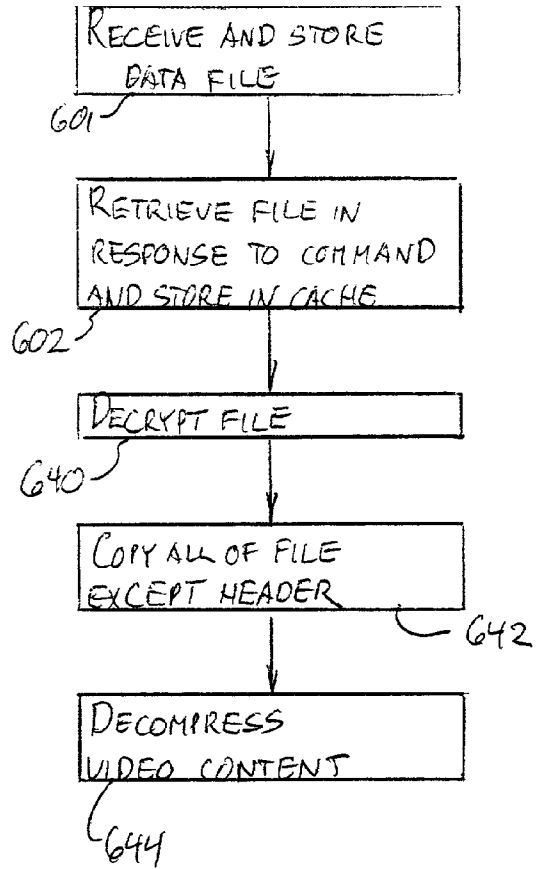 RECEIVE AND STORE
DATA FILE
601
RETRIEVE FILE IN
RESPONSE TO COMMAND
AND STORE IN CACHE
602
DECRYPT FILE
640
COPY ALL OF FILE
EXCEPT HEADER
642
DECOMPRESS
VIDEO CONTENT
644